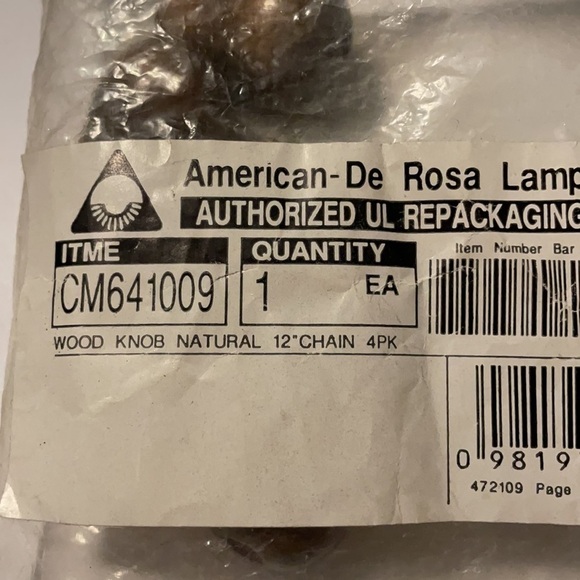 American-De Rosa Lamp
AUTHORIZED UL REPACKAGING
ITME
QUANTITY
Item Number Bar
CM641009
1 EA
WOOD KNOB NATURAL 12"CHAIN 4PK
0 9819
472109 Page